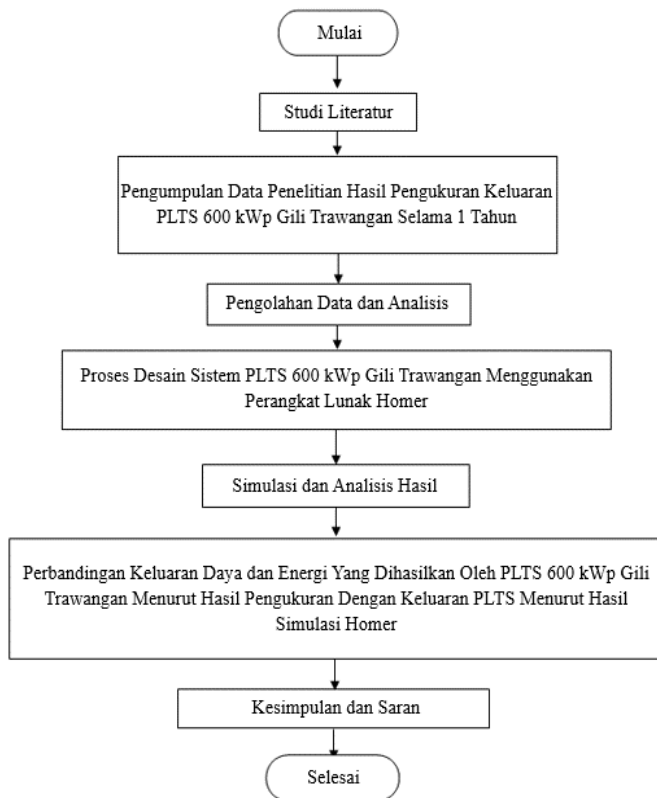 Mulai
Studi Literatur
Pengumpulan Data Penelitian Hasil Pengukuran Keluaran
PLTS 600 kWp Gili Trawangan Selama 1 Tahun
Pengolahan Data dan Analisis
Proses Desain Sistem PLTS 600 kWp Gili Trawangan Menggunakan
Perangkat Lunak Homer
Simulasi dan Analisis Hasil
Perbandingan Keluaran Daya dan Energi Yang Dihasilkan Oleh PLTS 600 kWp Gili
Trawangan Menurut Hasil Pengukuran Dengan Keluaran PLTS Menurut Hasil
Simulasi Homer
Kesimpulan dan Saran
Selesai